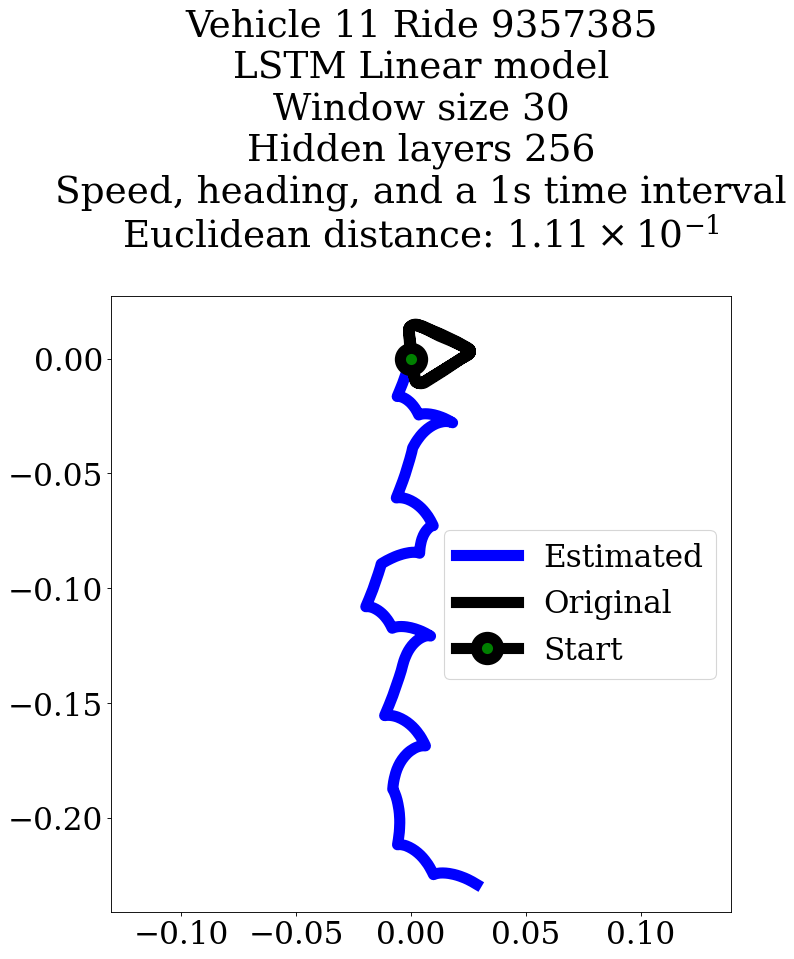 Vehicle 11 Ride 9357385
LSTM Linear model
Window size 30
Hidden layers 256
Speed, heading, and a 1s time interval
Euclidean distance: 1.11 × 10⁻¹
0.00
−0.05
−0.10
−0.15
−0.20
Estimated
Original
Start
−0.10 −0.05 0.00 0.05 0.10